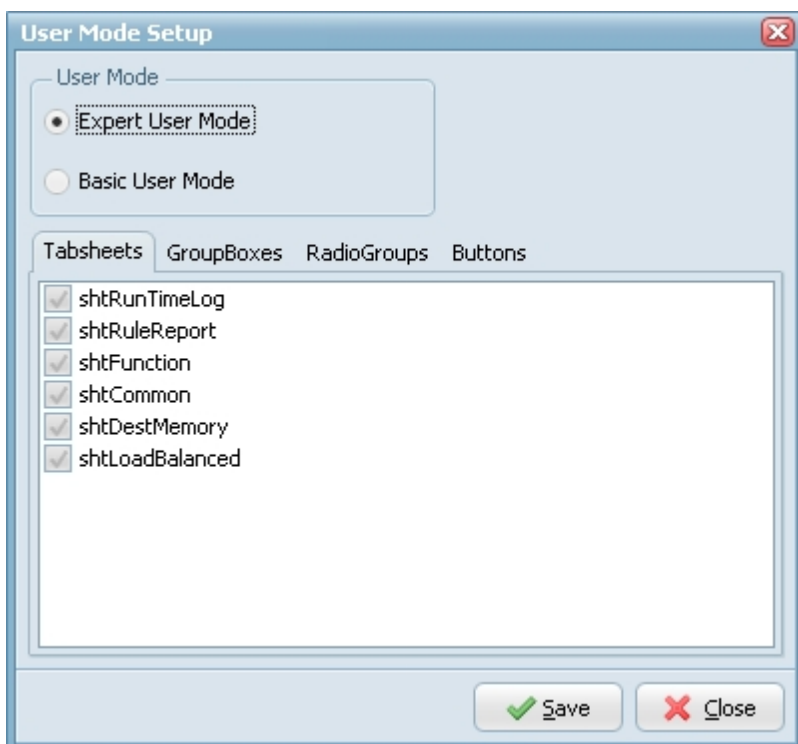 User Mode Setup
User Mode
Expert User Mode
Basic User Mode
Tabsheets GroupBoxes RadioGroups Buttons
shtRunTimeLog
shtRuleReport
shtFunction
shtCommon
shtDestMemory
shtLoadBalanced
Save Close